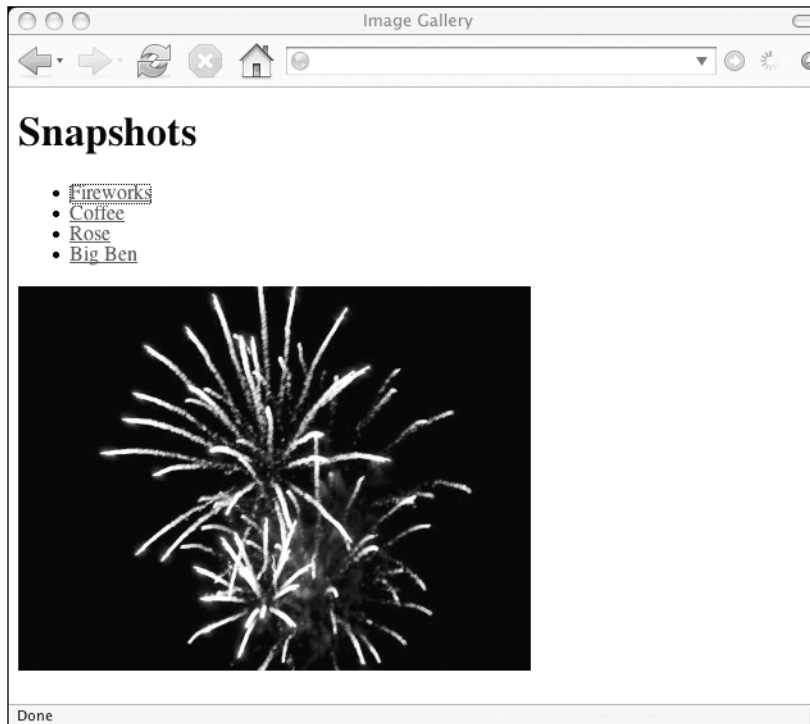 Image Gallery
Snapshots
Fireworks
Coffee
Rose
Big Ben
Done